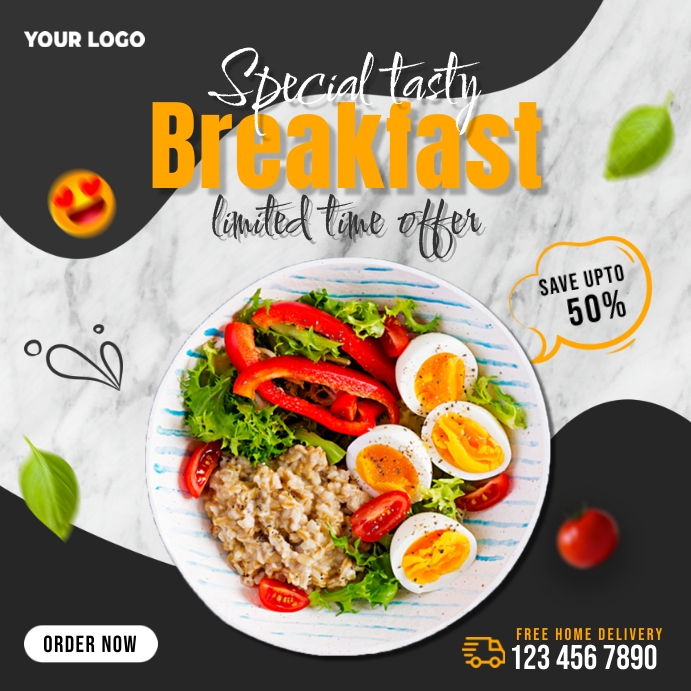 YOUR LOGO
Special tasty
Breakfast
limited time offer
SAVE UPTO
50%
ORDER NOW
FREE HOME DELIVERY
123 456 7890